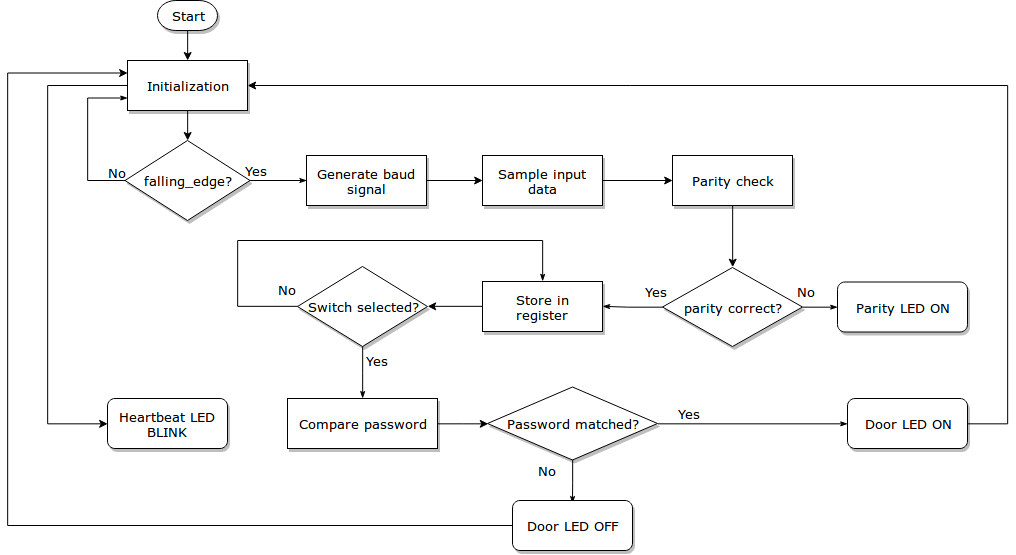 Start
Initialization
No
falling_edge?
Yes
Generate baud
signal
Sample input
data
Parity check
No
Switch selected?
Store in
register
Yes
parity correct?
No
Parity LED ON
Yes
Heartbeat LED
BLINK
Compare password
Password matched?
Yes
Door LED ON
No
Door LED OFF